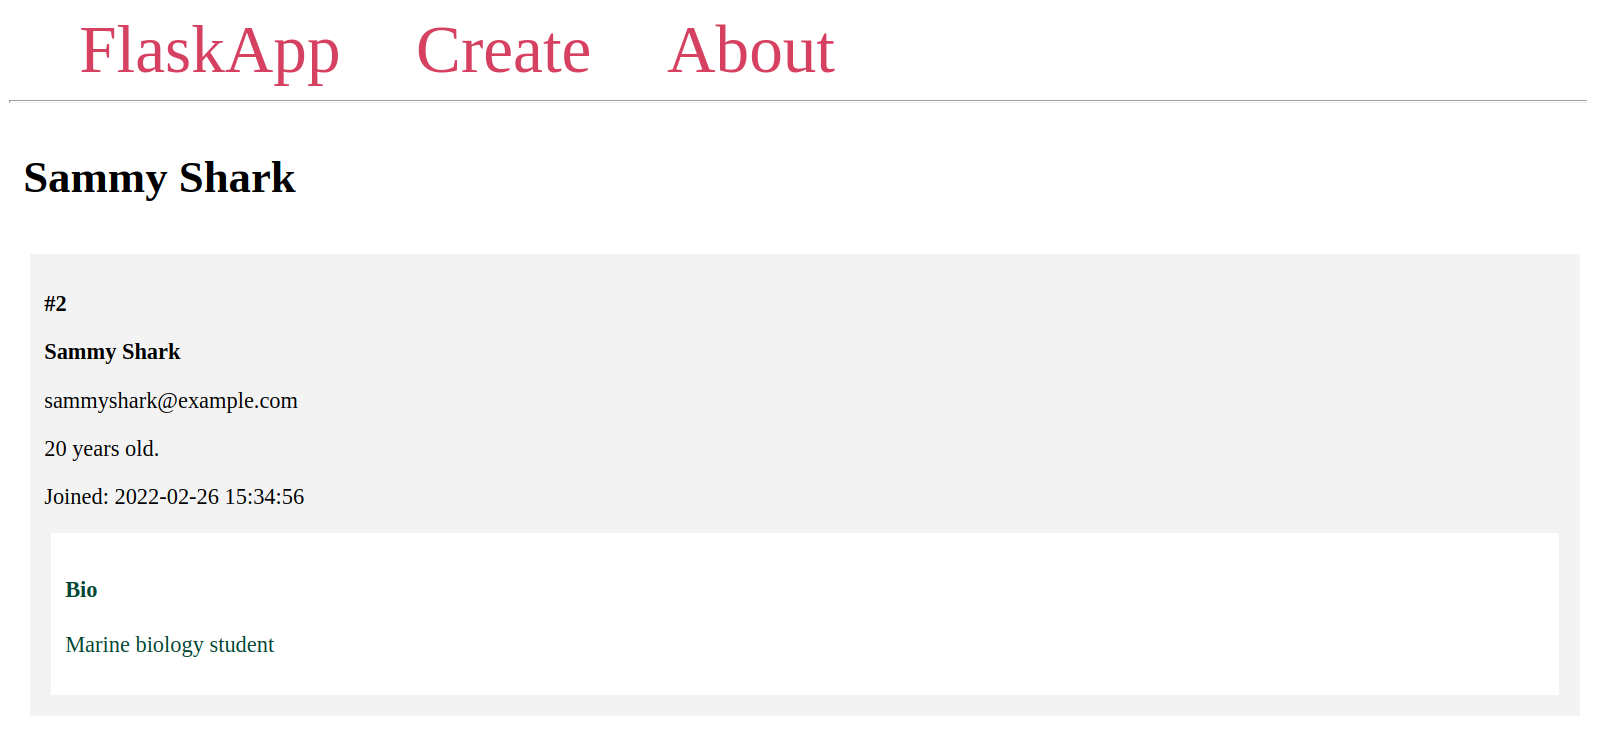 FlaskApp Create About
Sammy Shark
#2
Sammy Shark
sammyshark@example.com
20 years old.
Joined: 2022-02-26 15:34:56
Bio
Marine biology student